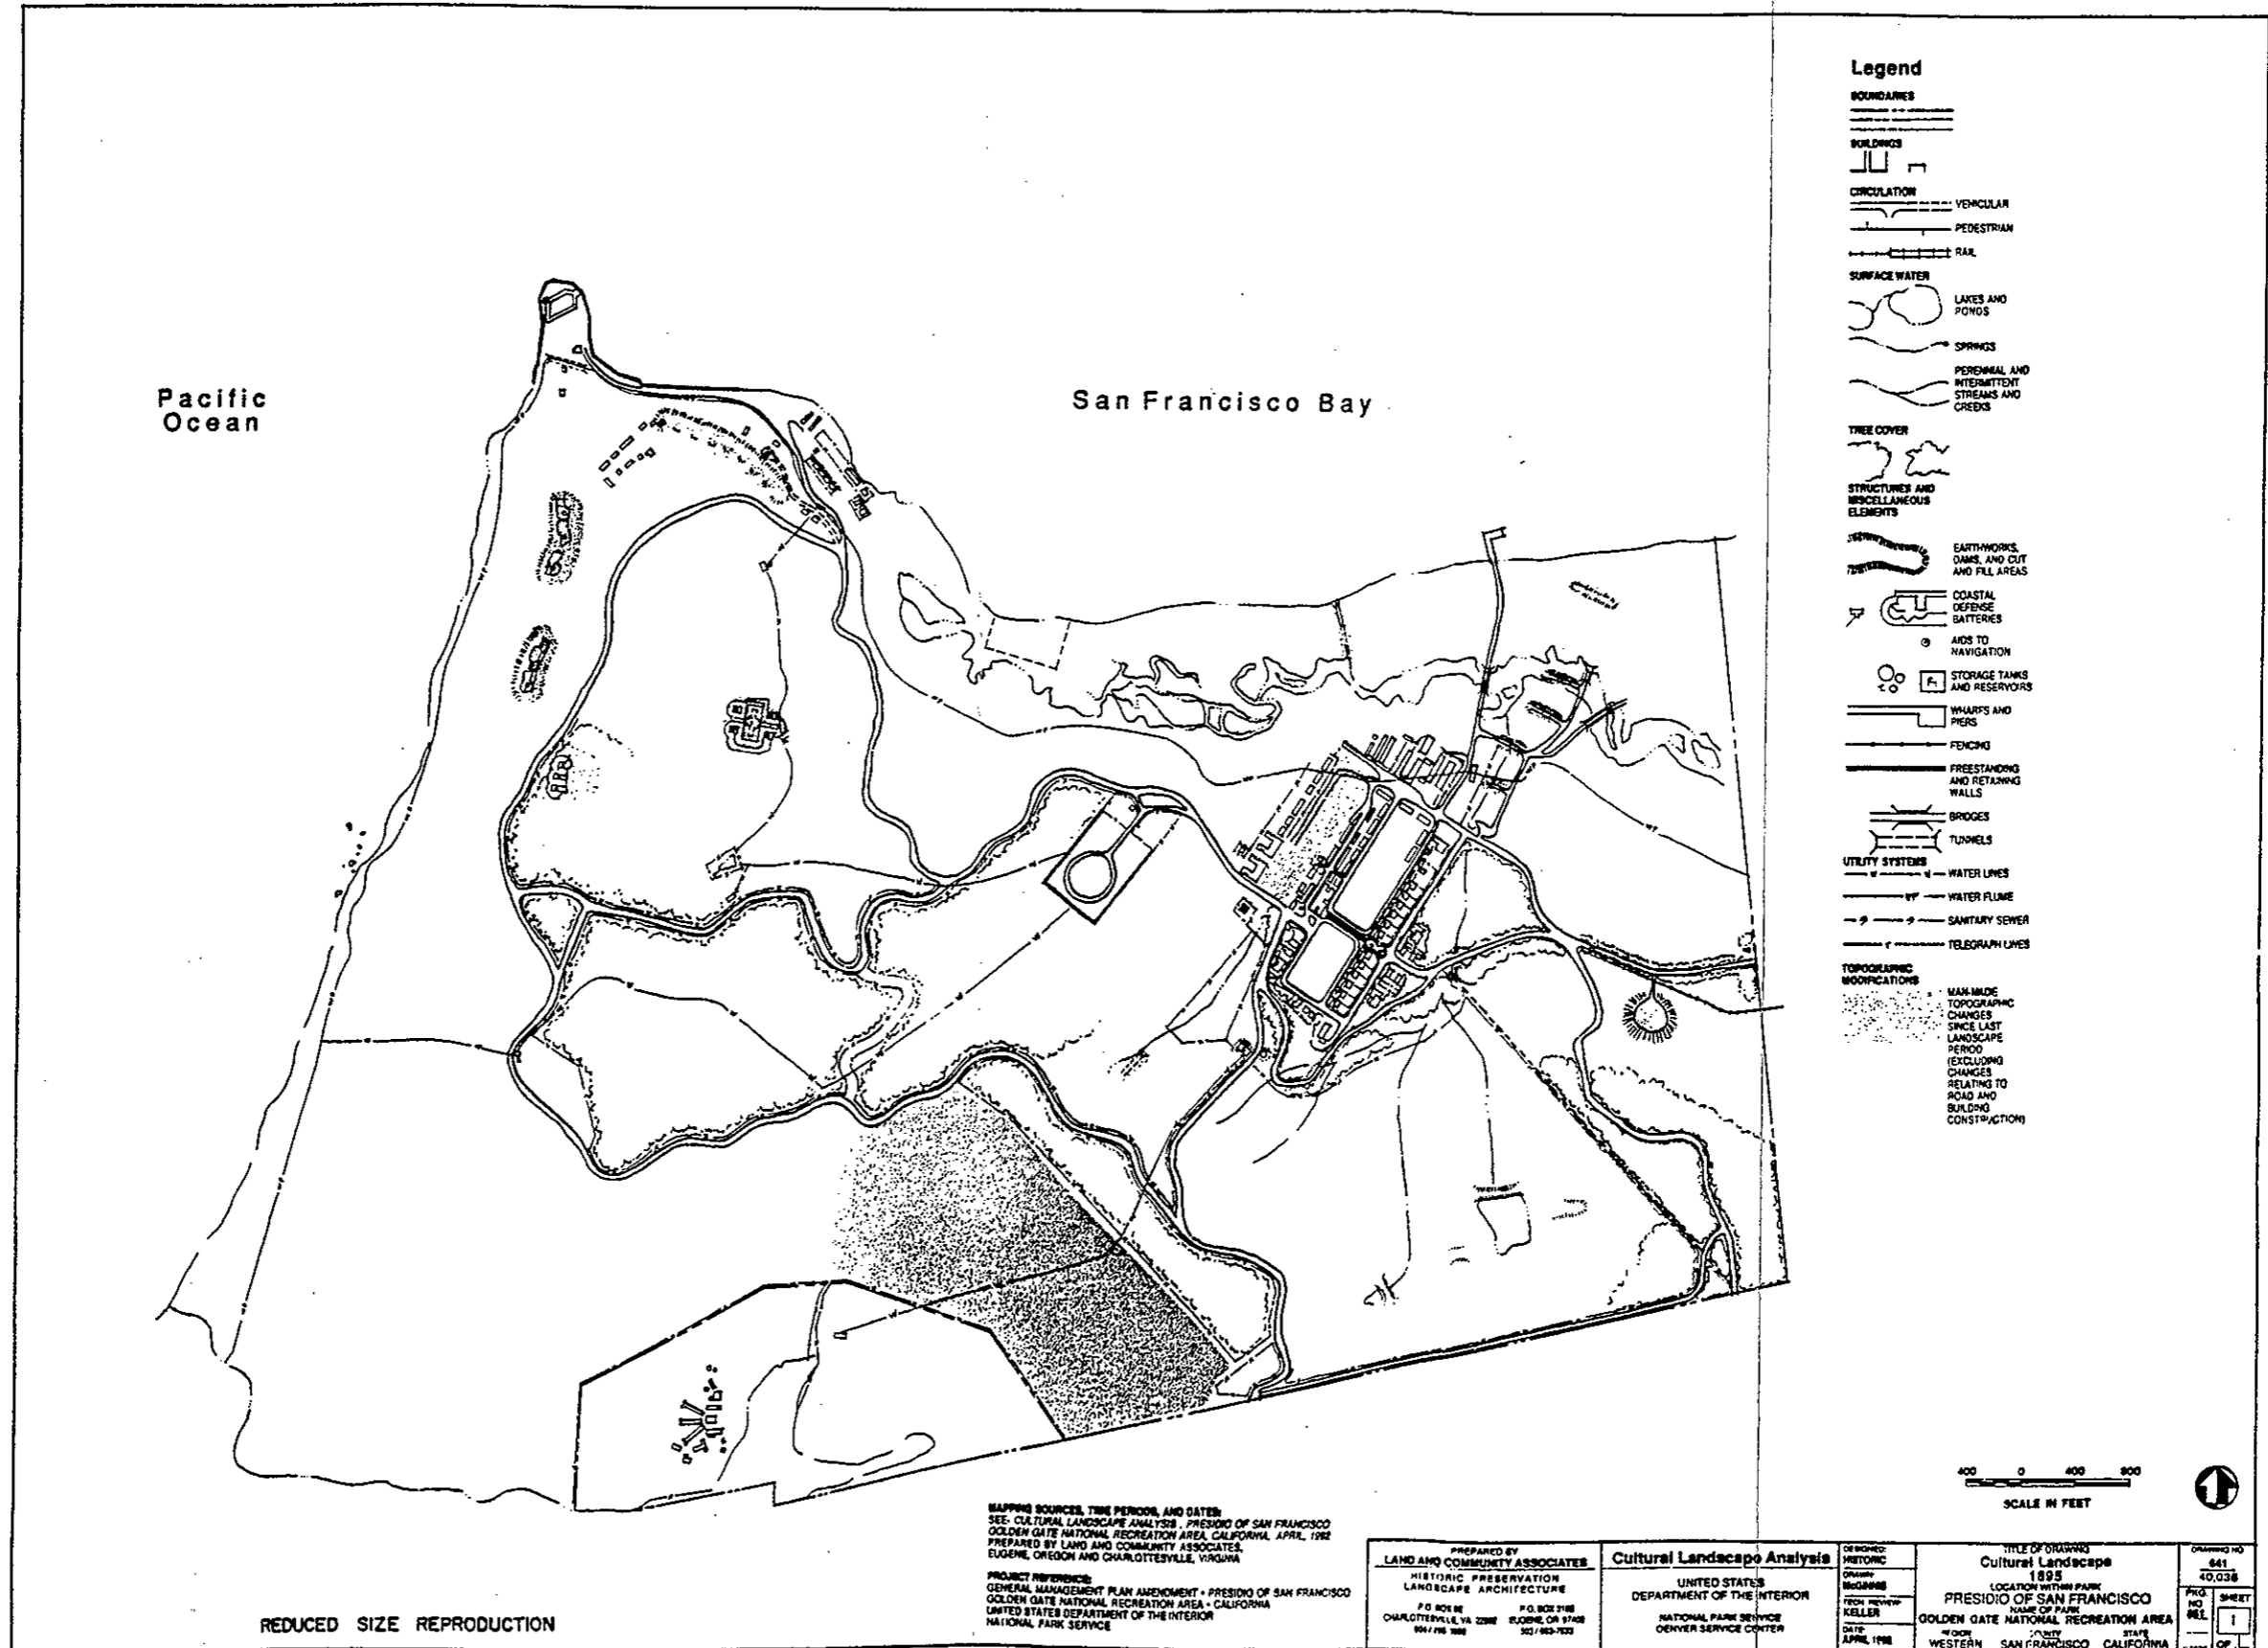 Legend
BOUNDARIES
BUILDINGS
CIRCULATION
VEHICULAR
PEDESTRIAN
RAIL
SURFACE WATER
LAKES AND
PONDS
SPRINGS
PERENNIAL AND
INTERMITTENT
STREAMS AND
CREEKS
TREE COVER
STRUCTURES AND
MISCELLANEOUS
ELEMENTS
EARTHWORKS,
DAMS, AND CUT
AND FILL AREAS
COASTAL
DEFENSE
BATTERIES
AIDS TO
NAVIGATION
STORAGE TANKS
AND RESERVOIRS
WHARFS AND
PIERS
FENCING
FREESTANDING
AND RETAINING
WALLS
BRIDGES
TUNNELS
UTILITY SYSTEMS
WATER LINES
WATER FLUME
SANITARY SEWER
TELEGRAPH LINES
TOPOGRAPHIC
MODIFICATIONS
MAN-MADE
TOPOGRAPHIC
CHANGES
SINCE LAST
LANDSCAPE
PERIOD
(EXCLUDING
CHANGES
RELATING TO
ROAD AND
BUILDING
CONSTRUCTION)
Pacific
Ocean
San Francisco Bay
400 0 400 800
SCALE IN FEET
MAPPING SOURCES, TIME PERIODS, AND DATES:
SEE: CULTURAL LANDSCAPE ANALYSIS, PRESIDIO OF SAN FRANCISCO
GOLDEN GATE NATIONAL RECREATION AREA, CALIFORNIA, APRIL, 1992
PREPARED BY LAND AND COMMUNITY ASSOCIATES,
EUGENE, OREGON AND CHARLOTTESVILLE, VIRGINIA
PROJECT REFERENCE:
GENERAL MANAGEMENT PLAN AMENDMENT • PRESIDIO OF SAN FRANCISCO
GOLDEN GATE NATIONAL RECREATION AREA • CALIFORNIA
UNITED STATES DEPARTMENT OF THE INTERIOR
NATIONAL PARK SERVICE
REDUCED SIZE REPRODUCTION
PREPARED BY
LAND AND COMMUNITY ASSOCIATES
HISTORIC PRESERVATION
LANDSCAPE ARCHITECTURE
P O BOX
P.O. BOX
CHARLOTTESVILLE, VA
EUGENE, OR
Cultural Landscape Analysis
UNITED STATES
DEPARTMENT OF THE INTERIOR
NATIONAL PARK SERVICE
DENVER SERVICE CENTER
DESIGNED:
HISTORIC
DRAWN:
McGINNIS
TECH REVIEW:
KELLER
DATE:
APRIL
TITLE OF DRAWING
Cultural Landscape
1895
LOCATION WITHIN PARK
PRESIDIO OF SAN FRANCISCO
NAME OF PARK
GOLDEN GATE NATIONAL RECREATION AREA
REGION COUNTY STATE
WESTERN SAN FRANCISCO CALIFORNIA
DRAWING NO
641
40,036
PKG.
NO
SHEET
1
OF